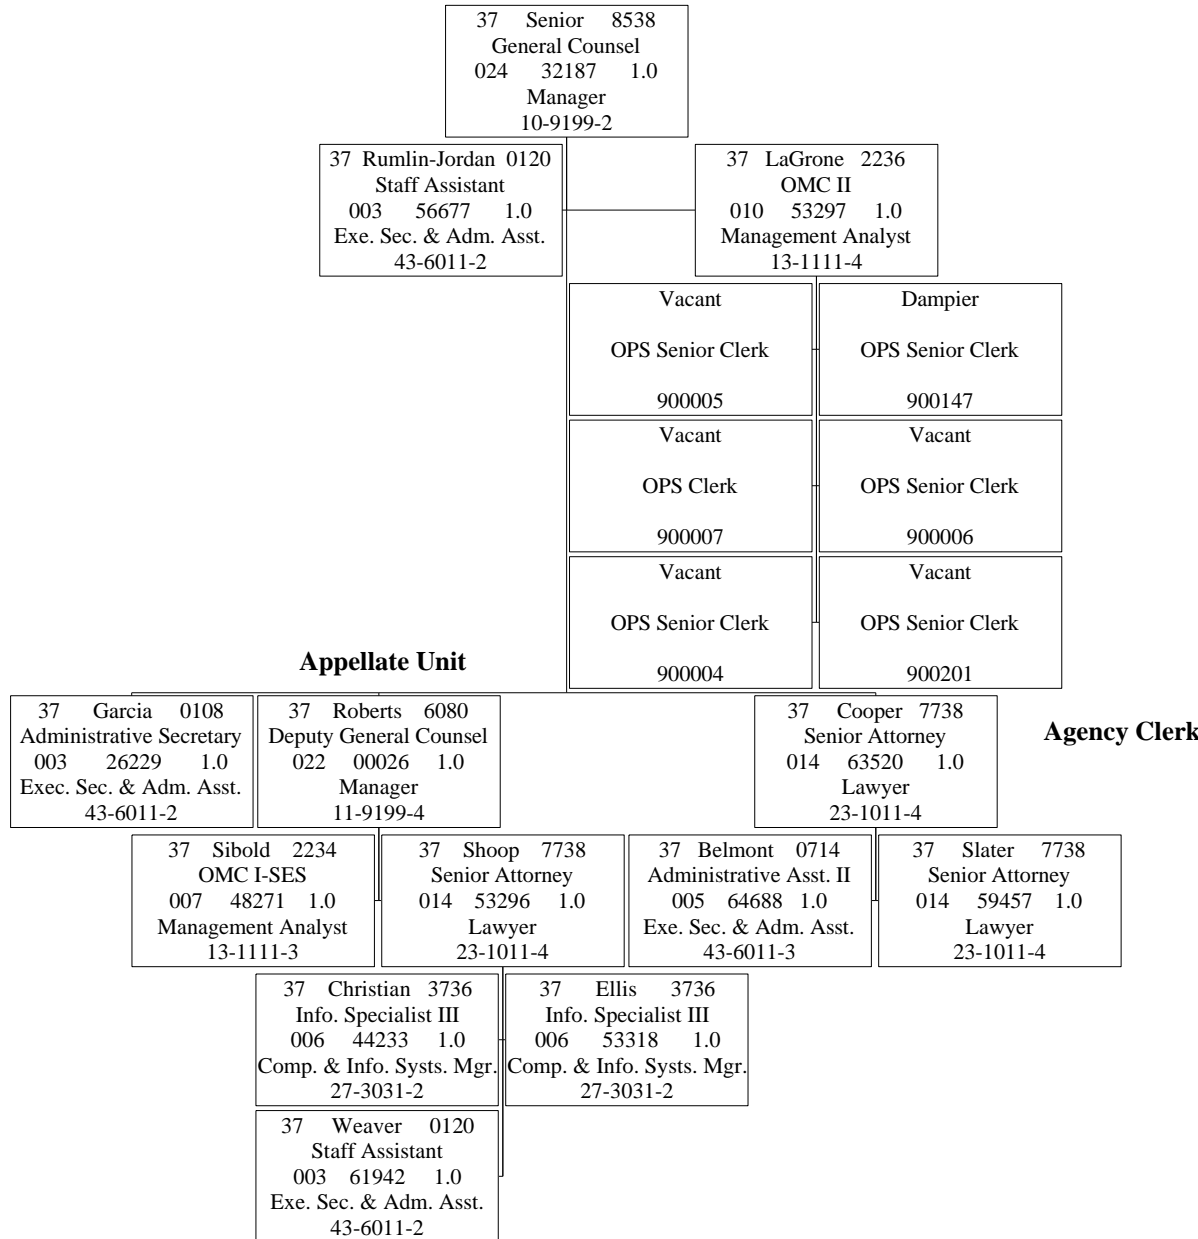 37 Senior 8538
General Counsel
024 32187 1.0
Manager
10-9199-2
37 Rumlin-Jordan 0120
Staff Assistant
003 56677 1.0
Exe. Sec. & Adm. Asst.
43-6011-2
37 LaGrone 2236
OMC II
010 53297 1.0
Management Analyst
13-1111-4
Vacant
OPS Senior Clerk
900005
Dampier
OPS Senior Clerk
900147
Vacant
OPS Clerk
900007
Vacant
OPS Senior Clerk
900006
Vacant
OPS Senior Clerk
900004
Vacant
OPS Senior Clerk
900201
Appellate Unit
37 Garcia 0108
Administrative Secretary
003 26229 1.0
Exec. Sec. & Adm. Asst.
43-6011-2
37 Roberts 6080
Deputy General Counsel
022 00026 1.0
Manager
11-9199-4
37 Cooper 7738
Senior Attorney
014 63520 1.0
Lawyer
23-1011-4
Agency Clerk
37 Sibold 2234
OMC I-SES
007 48271 1.0
Management Analyst
13-1111-3
37 Shoop 7738
Senior Attorney
014 53296 1.0
Lawyer
23-1011-4
37 Belmont 0714
Administrative Asst. II
005 64688 1.0
Exe. Sec. & Adm. Asst.
43-6011-3
37 Slater 7738
Senior Attorney
014 59457 1.0
Lawyer
23-1011-4
37 Christian 3736
Info. Specialist III
006 44233 1.0
Comp. & Info. Systs. Mgr.
27-3031-2
37 Ellis 3736
Info. Specialist III
006 53318 1.0
Comp. & Info. Systs. Mgr.
27-3031-2
37 Weaver 0120
Staff Assistant
003 61942 1.0
Exe. Sec. & Adm. Asst.
43-6011-2